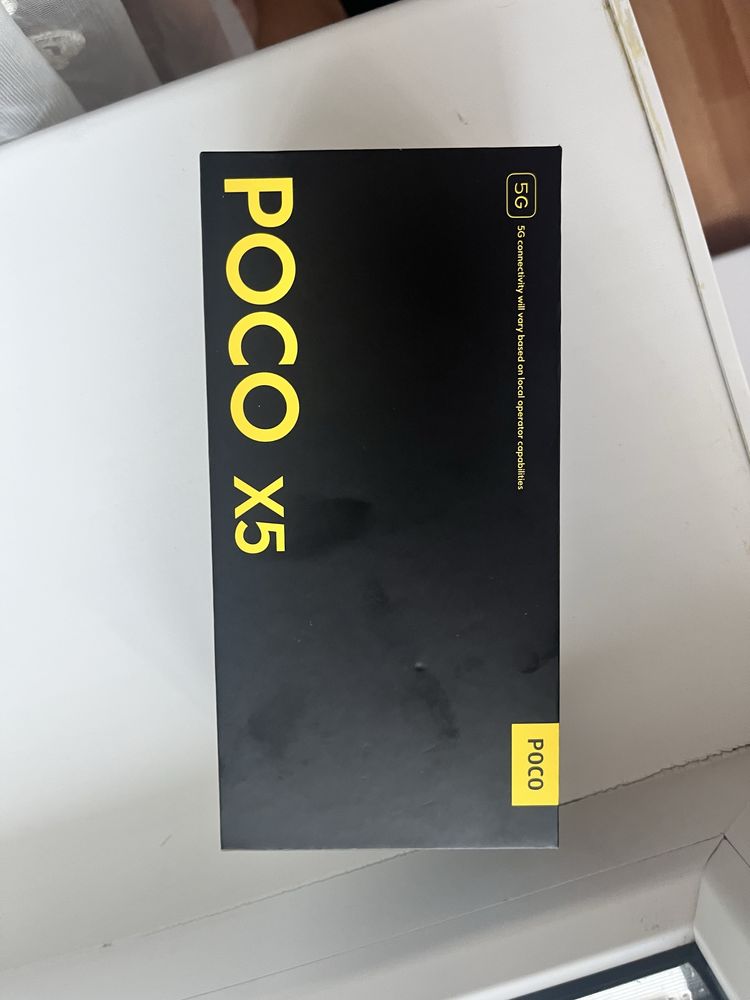 5G
5G connectivity will vary based on local operator capabilities
POCO
POCO X5